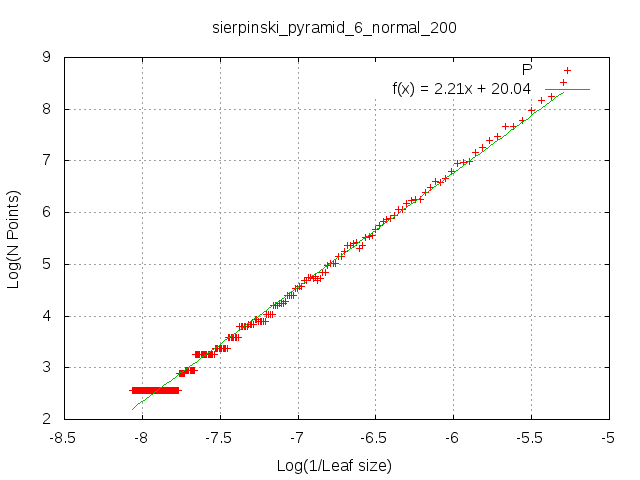 sierpinski_pyramid_6_normal_200
9
8
7
6
5
4
3
2
Log(N Points)
P
f(x) = 2.21x + 20.04
-8.5 -8 -7.5 -7 -6.5 -6 -5.5 -5
Log(1/Leaf size)